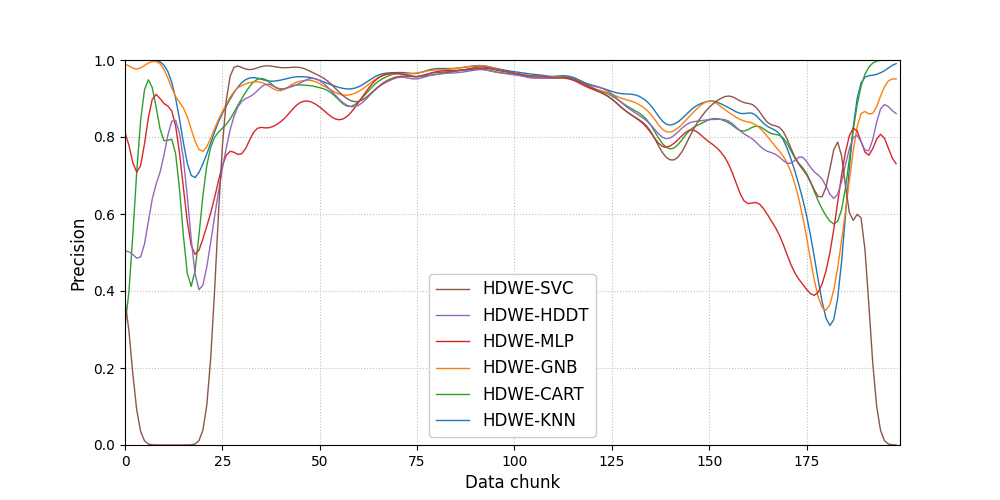 1.0
0.8
0.6
0.4
0.2
0.0
Precision
HDWE-SVC
HDWE-HDDT
HDWE-MLP
HDWE-GNB
HDWE-CART
HDWE-KNN
0 25 50 75 100 125 150 175
Data chunk